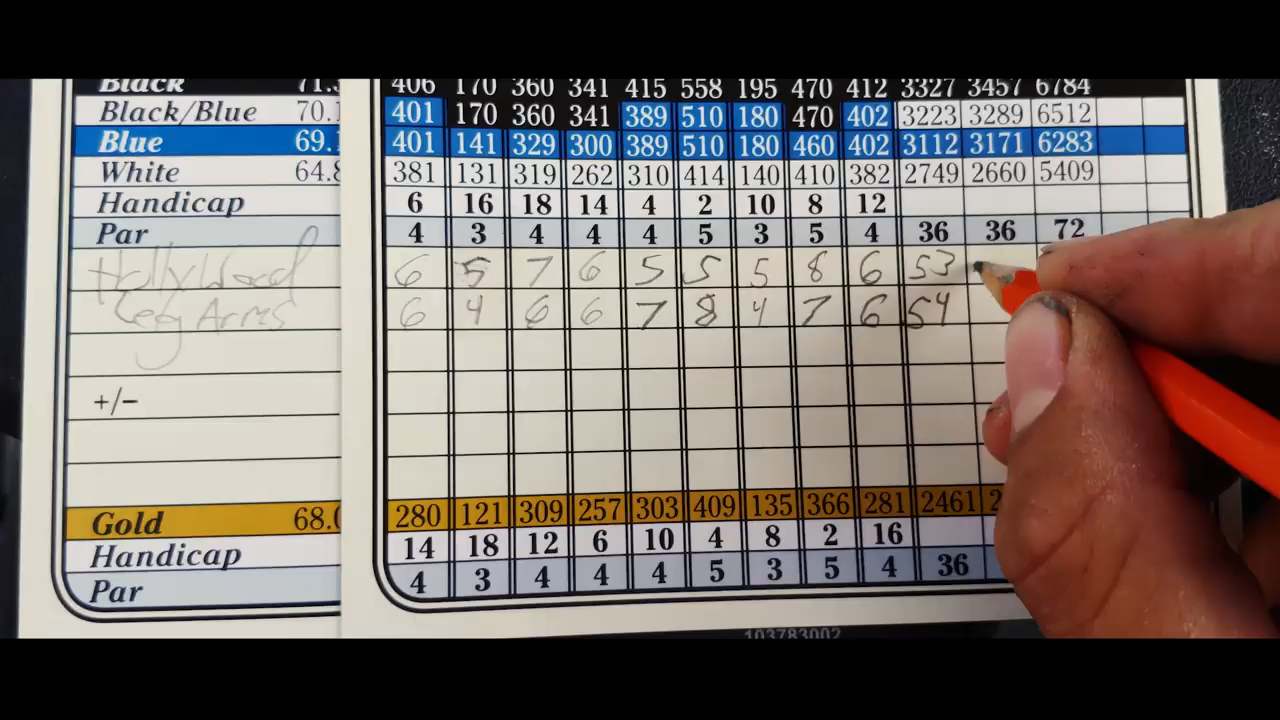 Black 71. 406 170 360 341 415 558 195 470 412 3327 3457 6784
Black/Blue 70.1 401 170 360 341 389 510 180 470 402 3223 3289 6512
Blue 69. 401 141 329 300 389 510 180 460 402 3112 3171 6283
White 64.8 381 131 319 262 310 414 140 410 382 2749 2660 5409
Handicap 6 16 18 14 4 2 10 8 12
Par 4 3 4 4 4 5 3 5 4 36 36 72
Hollywood 6 5 7 6 5 5 5 8 6 53
Leg Arms 6 4 6 6 7 8 4 7 6 54
+/−
Gold 68.0 280 121 309 257 303 409 135 366 281 2461 2
Handicap 14 18 12 6 10 4 8 2 16
Par 4 3 4 4 4 5 3 5 4 36
103783002